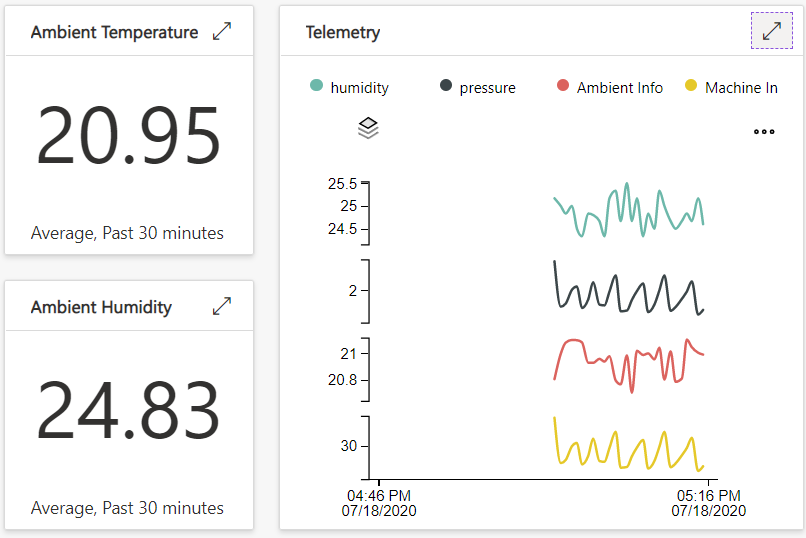 Ambient Temperature
20.95
Average, Past 30 minutes
Ambient Humidity
24.83
Average, Past 30 minutes
Telemetry
humidity pressure Ambient Info Machine In
25.5
25
24.5
2
21
20.8
30
04:46 PM 05:16 PM
07/18/2020 07/18/2020